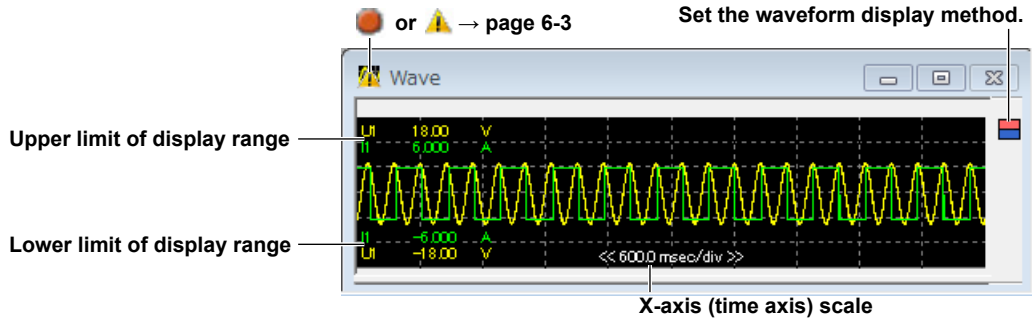 or → page 6-3
Set the waveform display method.
Wave
Upper limit of display range
U1 18.00 V
I1 6.000 A
Lower limit of display range
I1 -6.000 A
U1 -18.00 V
<< 600.0 msec/div >>
X-axis (time axis) scale